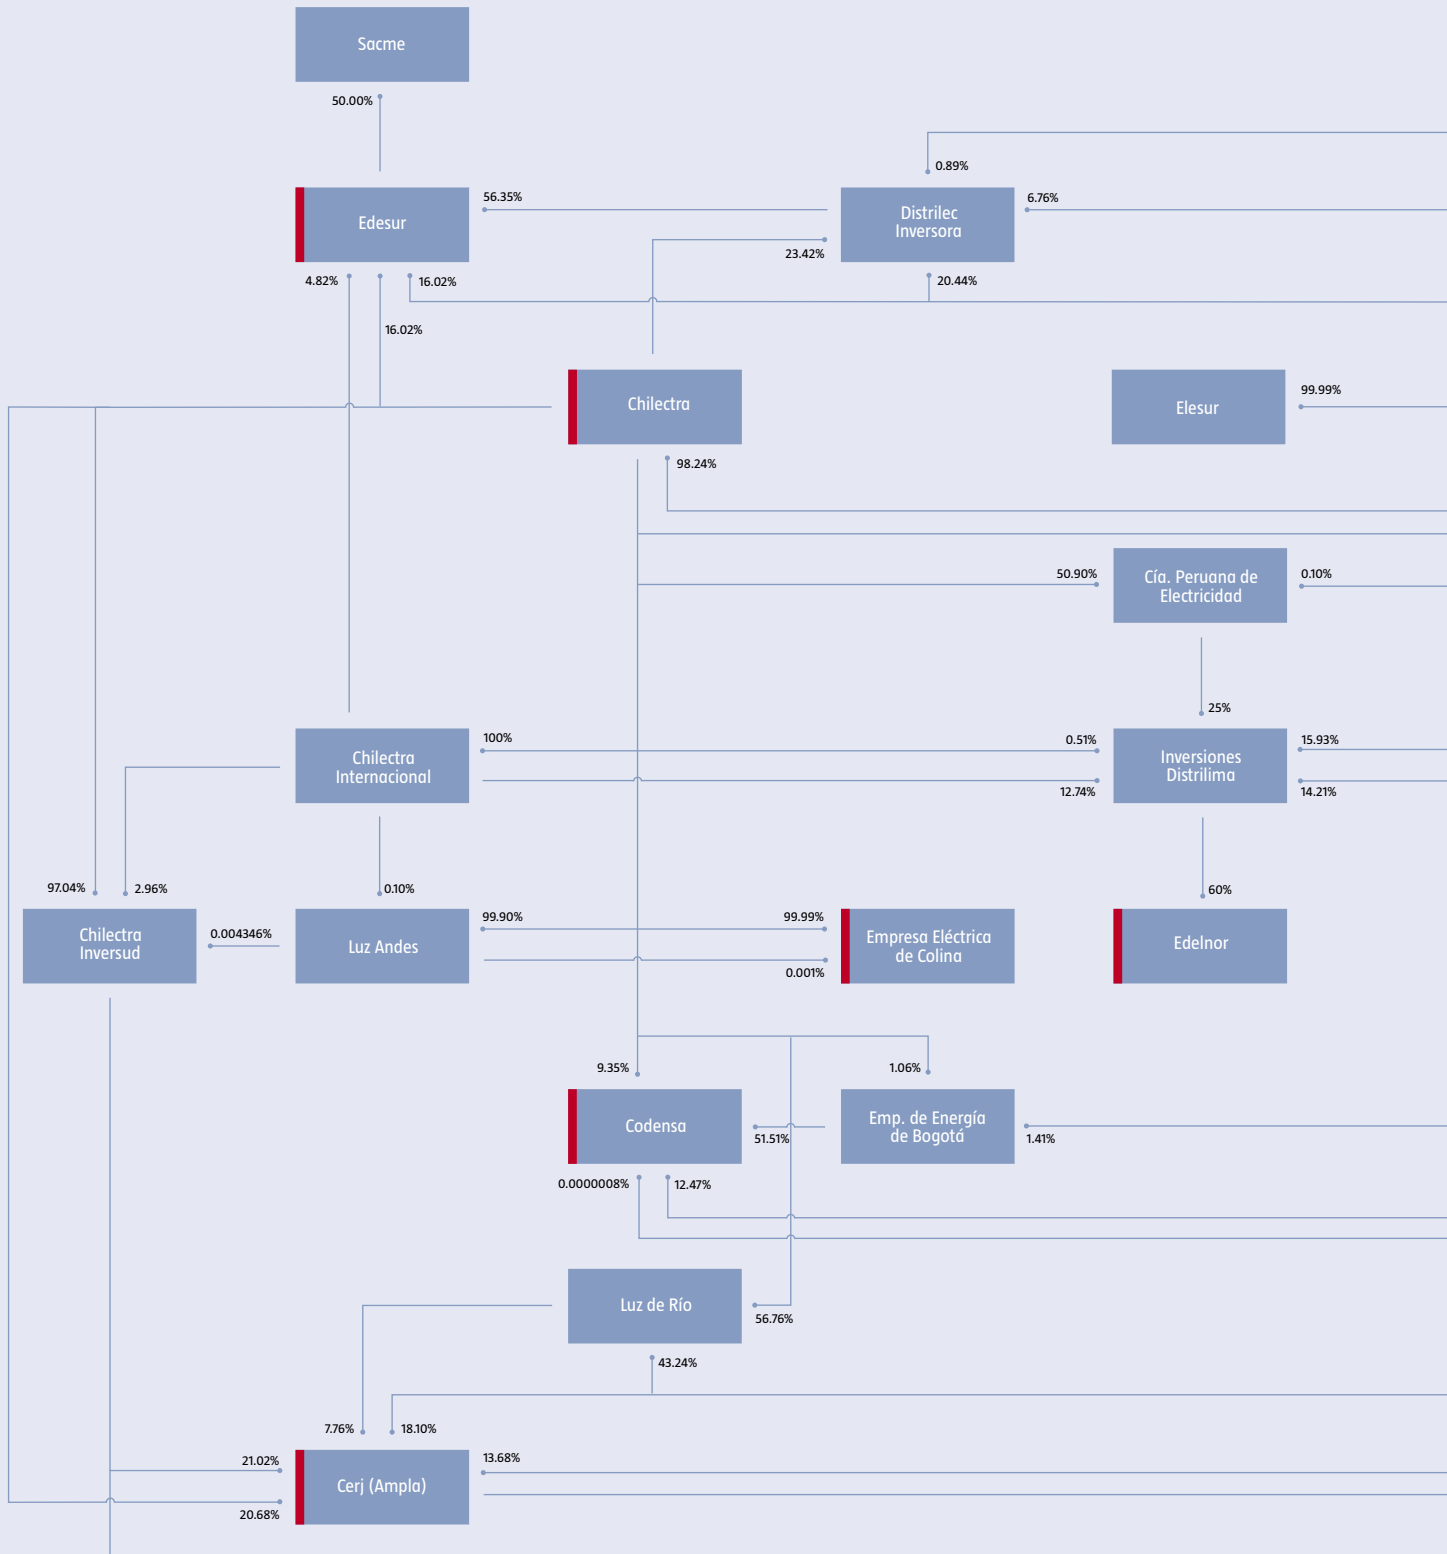 Sacme
50.00%
0.89%
Edesur
56.35%
Distrilec
Inversora
6.76%
23.42%
4.82%
16.02%
20.44%
16.02%
Chilectra
Elesur
99.99%
98.24%
50.90%
Cía. Peruana de
Electricidad
0.10%
25%
Chilectra
Internacional
100%
0.51%
Inversiones
Distrilima
15.93%
12.74%
14.21%
97.04%
2.96%
0.10%
60%
Chilectra
Inversud
0.004346%
Luz Andes
99.90%
99.99%
Empresa Eléctrica
de Colina
Edelnor
0.001%
9.35%
1.06%
Codensa
51.51%
Emp. de Energía
de Bogotá
1.41%
0.0000008%
12.47%
Luz de Río
56.76%
43.24%
7.76%
18.10%
21.02%
Cerj (Ampla)
13.68%
20.68%